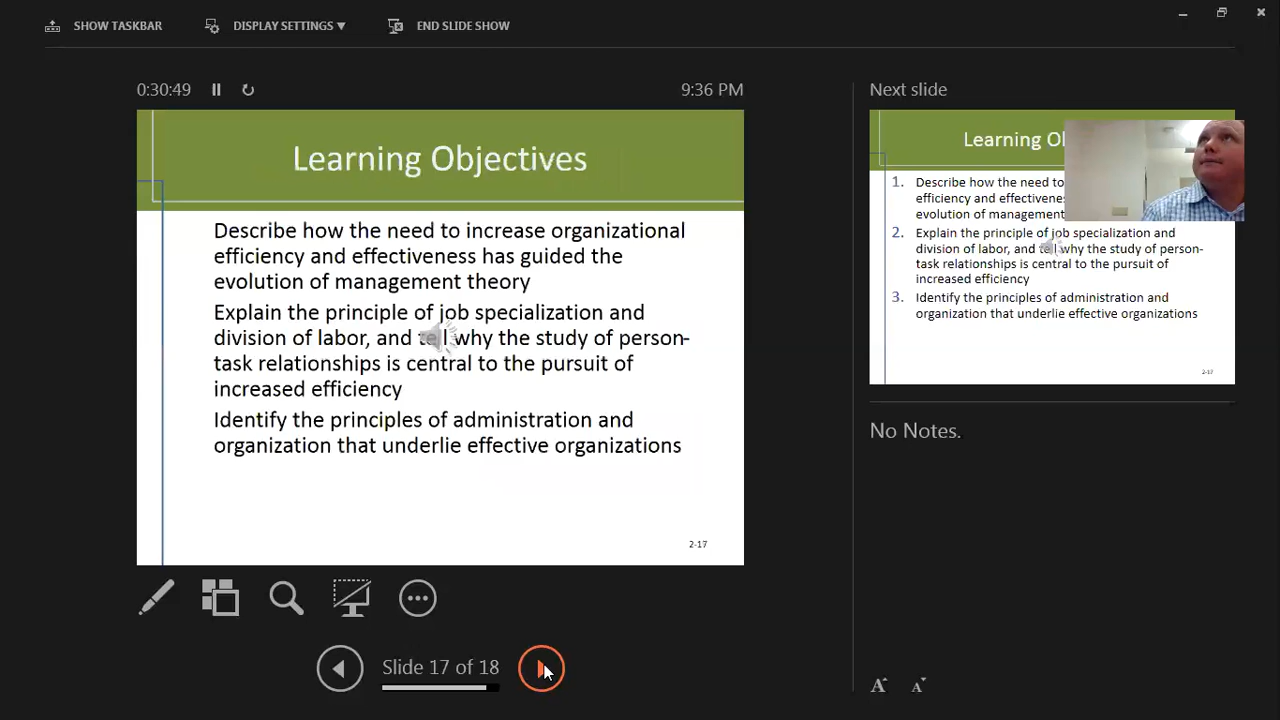 SHOW TASKBAR
DISPLAY SETTINGS ▼
END SLIDE SHOW
0:30:49
9:36 PM
Learning Objectives
Describe how the need to increase organizational
efficiency and effectiveness has guided the
evolution of management theory
Explain the principle of job specialization and
division of labor, and tell why the study of person-
task relationships is central to the pursuit of
increased efficiency
Identify the principles of administration and
organization that underlie effective organizations
2-17
Slide 17 of 18
Next slide
Learning
1. Describe how the need to
efficiency and
evolution of management
2. Explain the principle of job specialization and
division of labor, and tell why the study of person-
task relationships is central to the pursuit of
increased efficiency
3. Identify the principles of administration and
organization that underlie effective organizations
2-17
No Notes.
A A